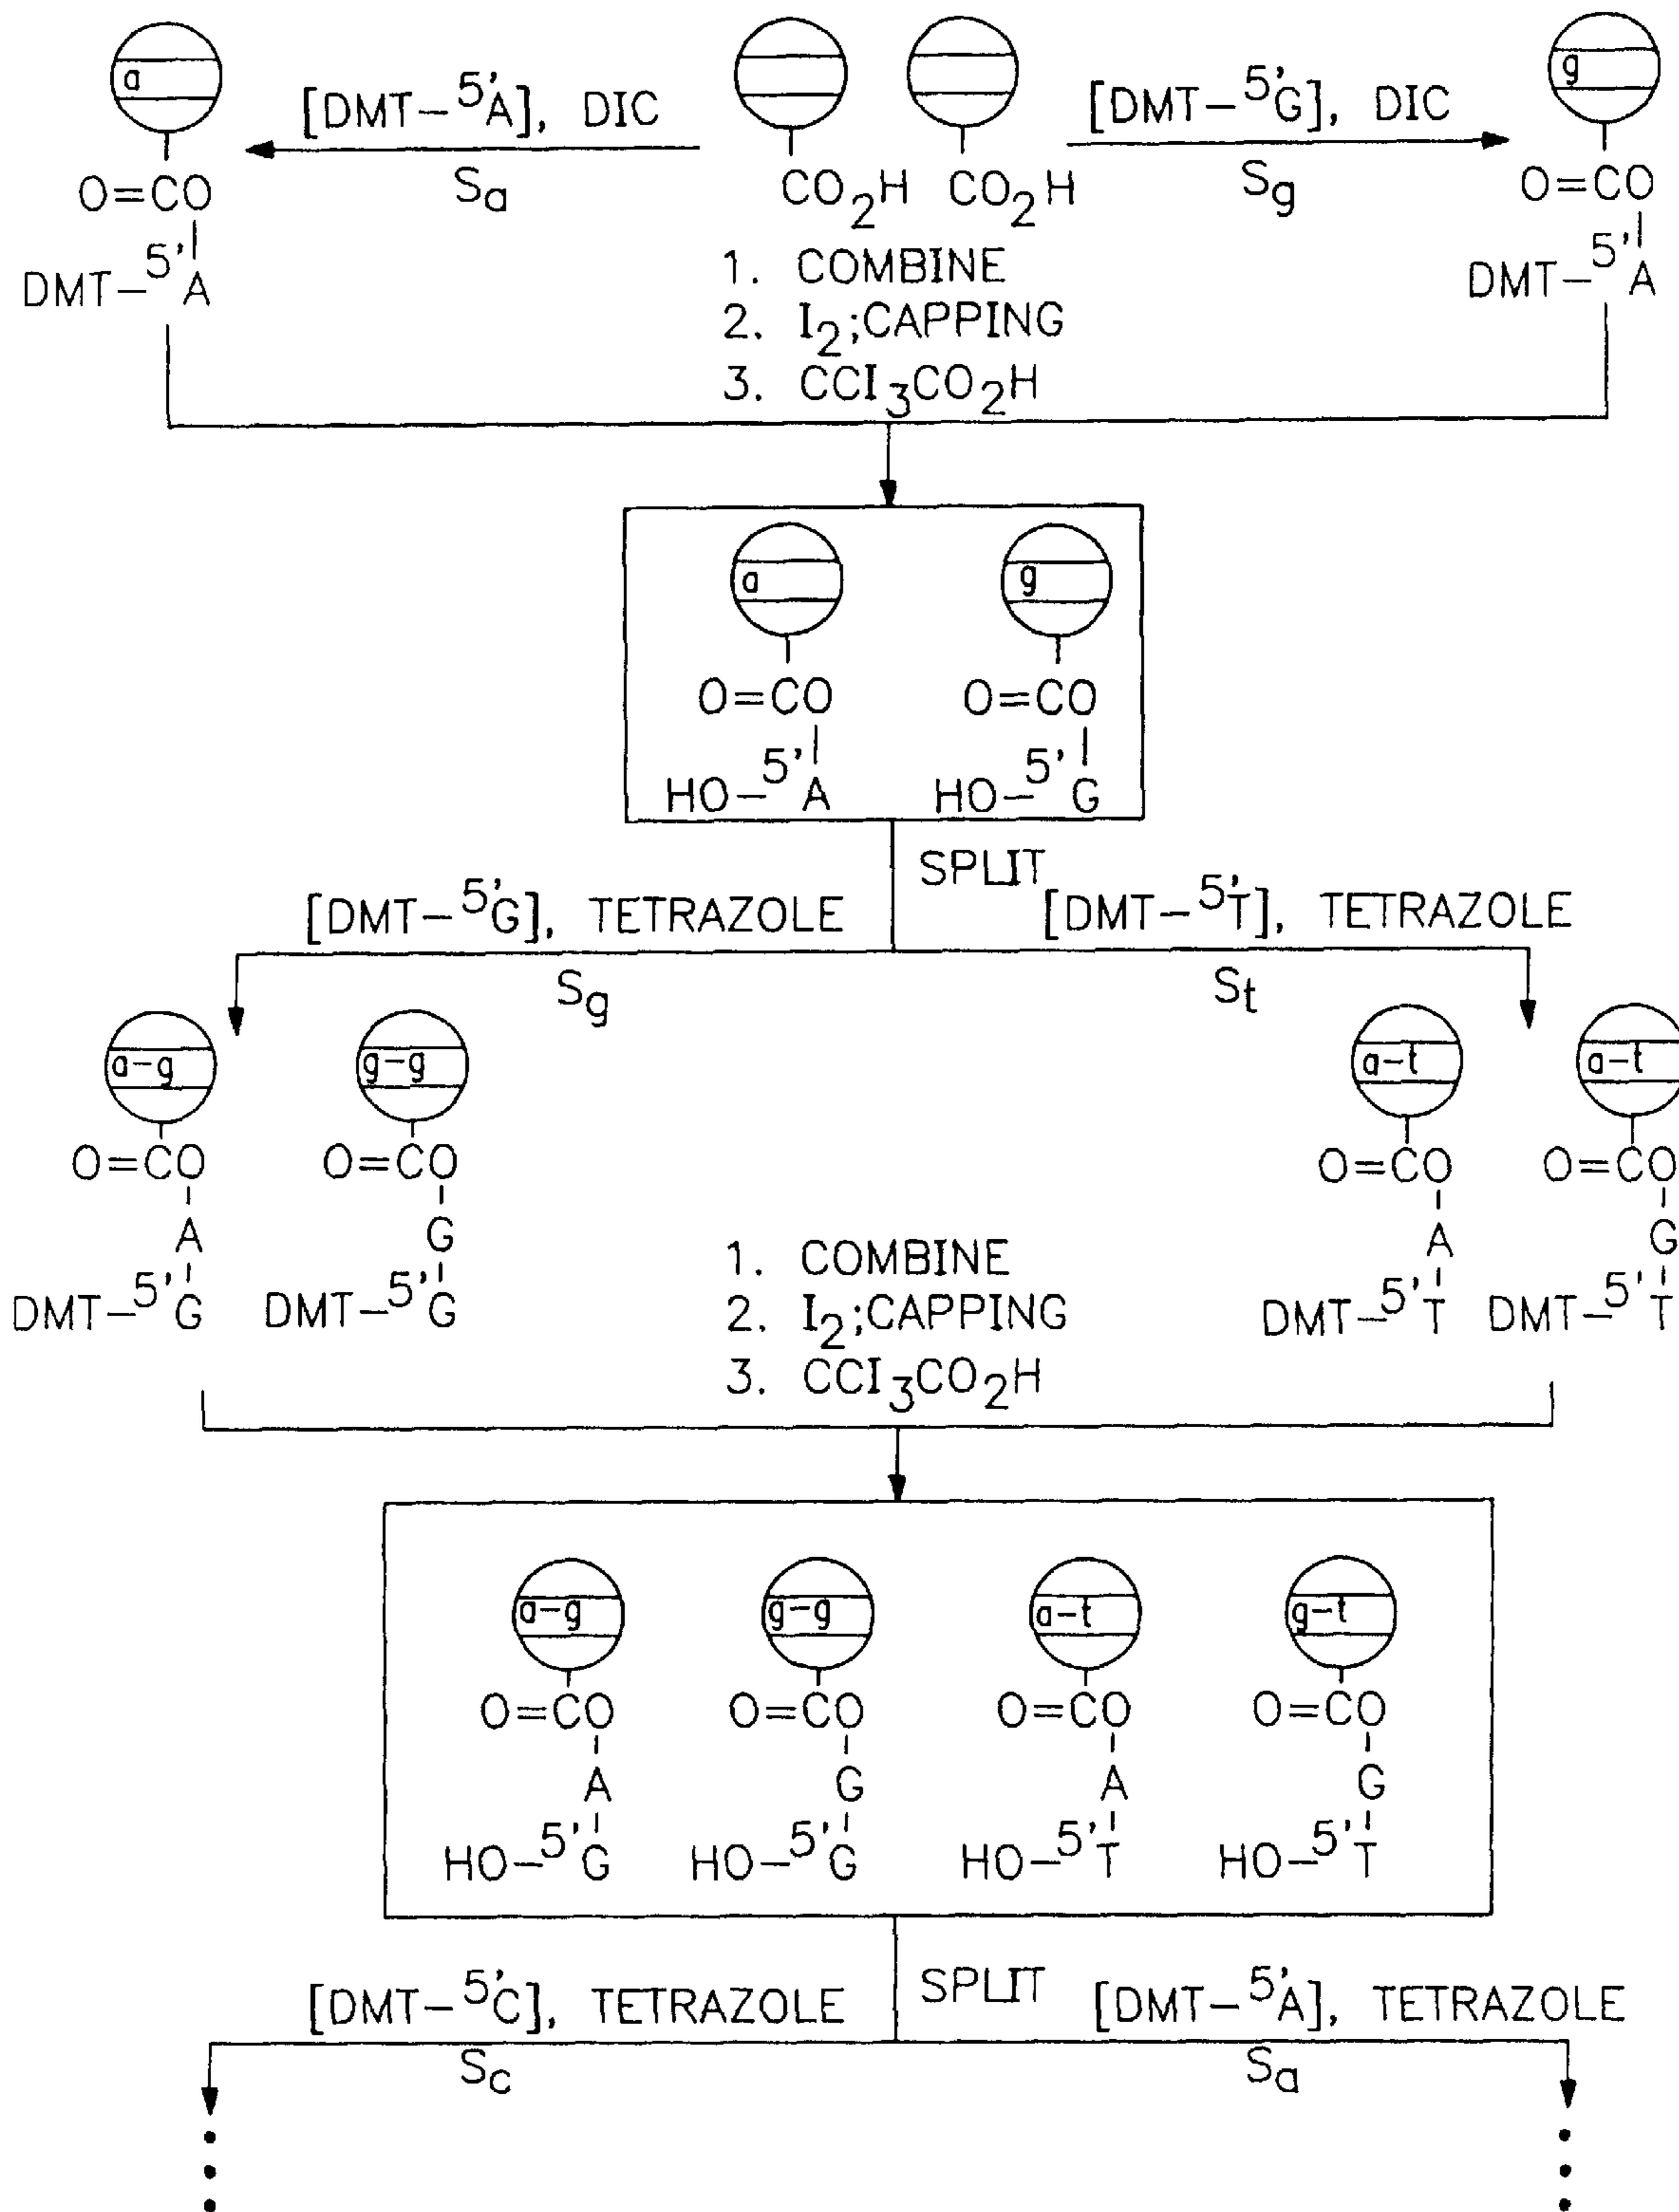 a
g
[DMT-5'A], DIC
[DMT-5'G], DIC
Sa
Sg
O=CO
CO2H CO2H
O=CO
DMT-5'A
DMT-5'A
1. COMBINE
2. I2;CAPPING
3. CCI3CO2H
a g
O=CO O=CO
HO-5'A HO-5'G
SPLIT
[DMT-5'G], TETRAZOLE
[DMT-5'T], TETRAZOLE
Sg
St
a-g g-g a-t a-t
O=CO O=CO O=CO O=CO
A G A G
DMT-5'G DMT-5'G DMT-5'T DMT-5'T
1. COMBINE
2. I2;CAPPING
3. CCI3CO2H
a-g g-g a-t g-t
O=CO O=CO O=CO O=CO
A G A G
HO-5'G HO-5'G HO-5'T HO-5'T
SPLIT
[DMT-5'C], TETRAZOLE
[DMT-5'A], TETRAZOLE
Sc
Sa